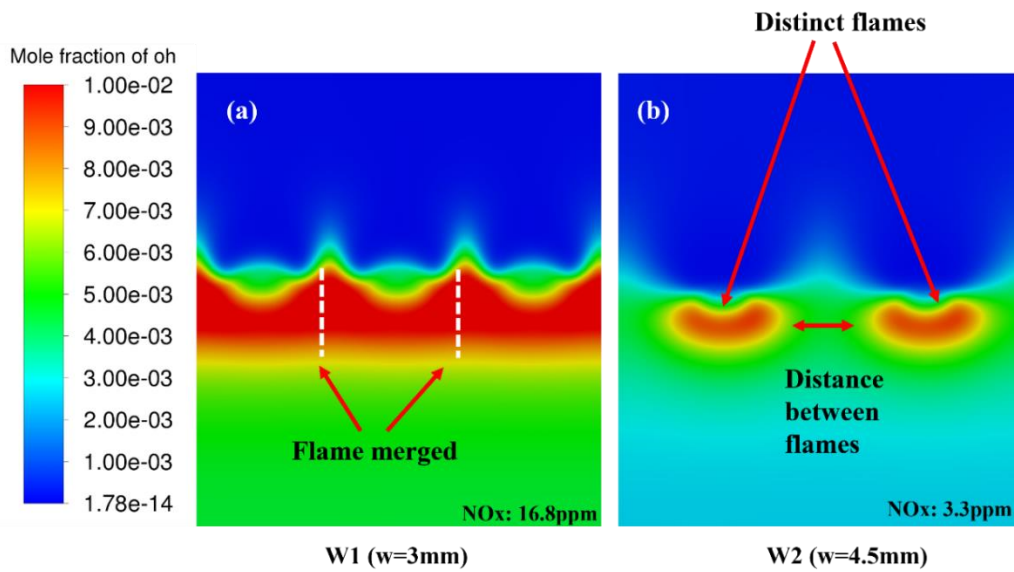 Distinct flames
Mole fraction of oh
1.00e-02
9.00e-03
8.00e-03
7.00e-03
6.00e-03
5.00e-03
4.00e-03
3.00e-03
2.00e-03
1.00e-03
1.78e-14
(a)
Flame merged
NOx: 16.8ppm
W1 (w=3mm)
(b)
Distance
between
flames
NOx: 3.3ppm
W2 (w=4.5mm)